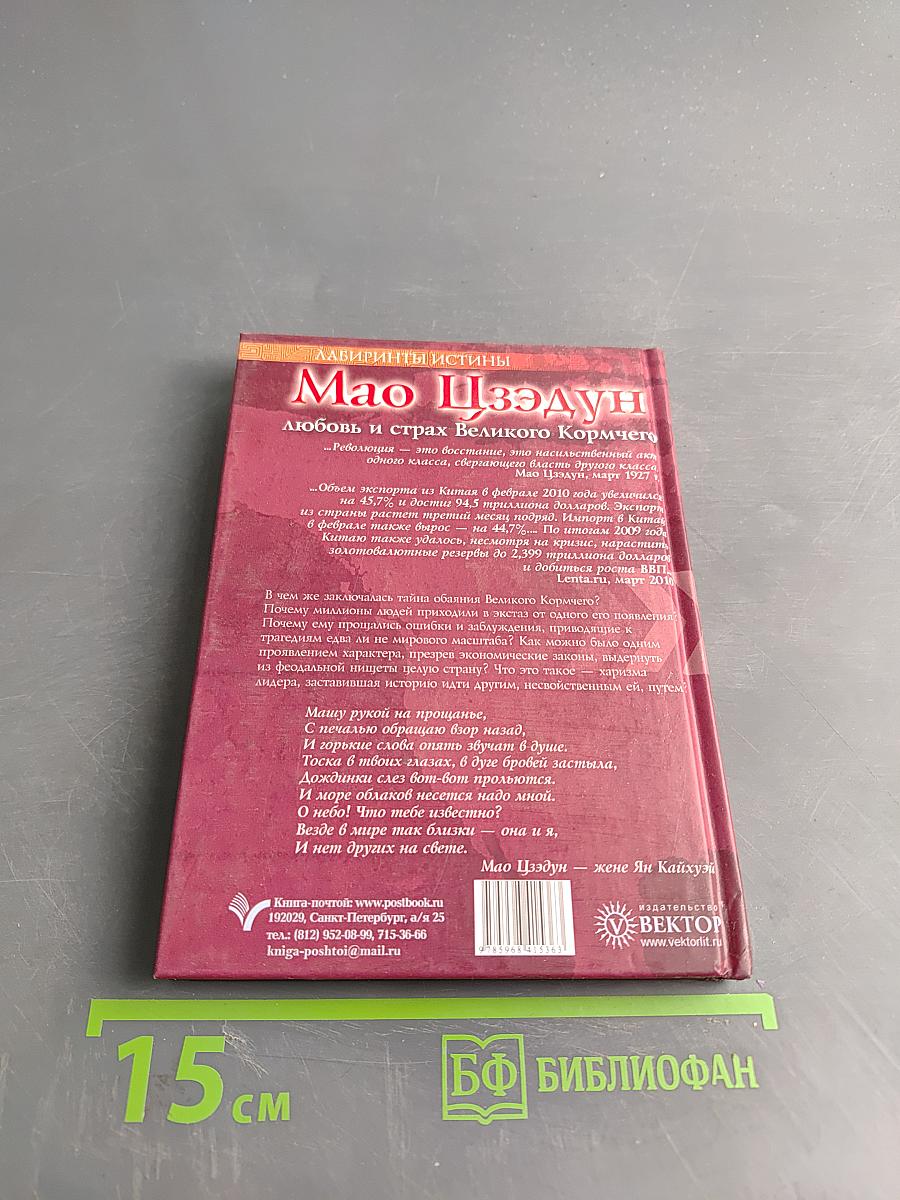 ЛАБИРИНТЫ ИСТИНЫ
Мао Цзэдун
любовь и страх Великого Кормчего
...Революция — это восстание, это насильственный акт
одного класса, свергающего власть другого класса.
Мао Цзэдун, март 1927 г.
...Объем экспорта из Китая в феврале 2010 года увеличился
на 45,7% и достиг 94,5 триллиона долларов. Экспорт
из страны растет третий месяц подряд. Импорт в Китай
в феврале также вырос — на 44,7%.... По итогам 2009 года
Китаю также удалось, несмотря на кризис, нарастить
золотовалютные резервы до 2,399 триллиона долларов
и добиться роста ВВП.
Lenta.ru, март 2010
В чем же заключалась тайна обаяния Великого Кормчего?
Почему миллионы людей приходили в экстаз от одного его появления?
Почему ему прощались ошибки и заблуждения, приводящие к
трагедиям едва ли не мирового масштаба? Как можно было одним
проявлением характера, презрев экономические законы, выдернуть
из феодальной нищеты целую страну? Что это такое — харизма
лидера, заставившая историю идти другим, несвойственным ей, путем?
Машу рукой на прощанье,
С печалью обращаю взор назад,
И горькие слова опять звучат в душе.
Тоска в твоих глазах, в дуге бровей застыла,
Дождинки слез вот-вот прольются.
И море облаков несется надо мной.
О небо! Что тебе известно?
Везде в мире так близки — она и я,
И нет других на свете.
Мао Цзэдун — жене Ян Кайхуэй
Книга-почтой: www.postbook.ru
192029, Санкт-Петербург, а/я 25
тел.: (812) 952-08-99, 715-36-66
kniga-poshtoi@mail.ru
9 785968 415363
издательство
ВЕКТОР
www.vektorlit.ru
15 см
БФ БИБЛИОФАН